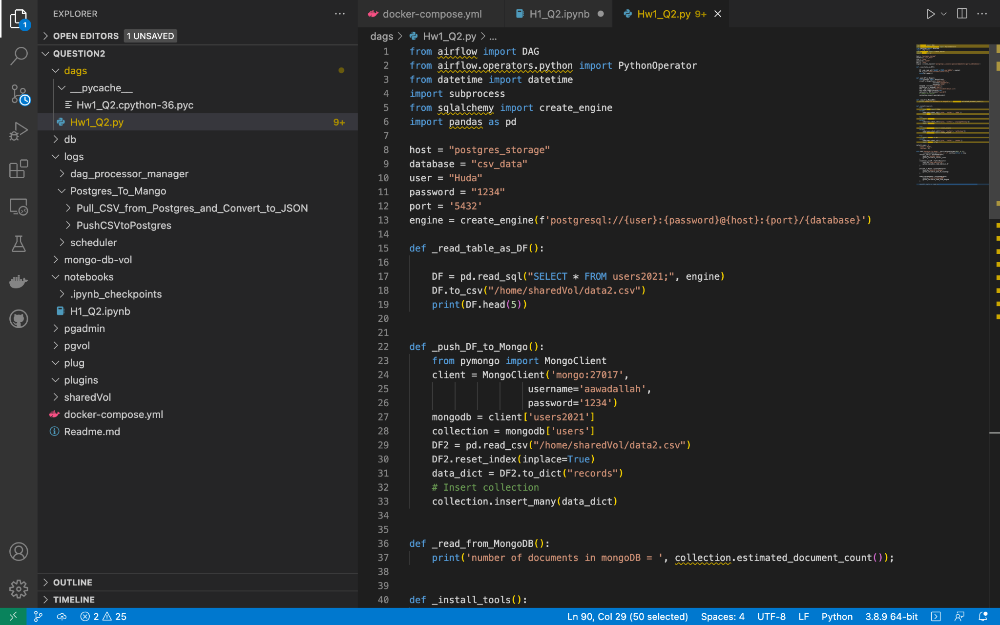 EXPLORER
OPEN EDITORS 1 UNSAVED
QUESTION2
dags
__pycache__
Hw1_Q2.cpython-36.pyc
Hw1_Q2.py 9+
db
logs
dag_processor_manager
Postgres_To_Mango
Pull_CSV_from_Postgres_and_Convert_to_JSON
PushCSVtoPostgres
scheduler
mongo-db-vol
notebooks
.ipynb_checkpoints
H1_Q2.ipynb
pgadmin
pgvol
plug
plugins
sharedVol
docker-compose.yml
Readme.md
OUTLINE
TIMELINE
1
docker-compose.yml H1_Q2.ipynb Hw1_Q2.py 9+
dags > Hw1_Q2.py > ...
1 from airflow import DAG
2 from airflow.operators.python import PythonOperator
3 from datetime import datetime
4 import subprocess
5 from sqlalchemy import create_engine
6 import pandas as pd
7
8 host = "postgres_storage"
9 database = "csv_data"
10 user = "Huda"
11 password = "1234"
12 port = '5432'
13 engine = create_engine(f'postgresql://{user}:{password}@{host}:{port}/{database}')
14
15 def _read_table_as_DF():
16
17 DF = pd.read_sql("SELECT * FROM users2021;", engine)
18 DF.to_csv("/home/sharedVol/data2.csv")
19 print(DF.head(5))
20
21
22 def _push_DF_to_Mongo():
23 from pymongo import MongoClient
24 client = MongoClient('mongo:27017',
25 username='aawadallah',
26 password='1234')
27 mongodb = client['users2021']
28 collection = mongodb['users']
29 DF2 = pd.read_csv("/home/sharedVol/data2.csv")
30 DF2.reset_index(inplace=True)
31 data_dict = DF2.to_dict("records")
32 # Insert collection
33 collection.insert_many(data_dict)
34
35
36 def _read_from_MongoDB():
37 print('number of documents in mongoDB = ', collection.estimated_document_count());
38
39
40 def _install_tools():
2 25 Ln 90, Col 29 (50 selected) Spaces: 4 UTF-8 LF Python 3.8.9 64-bit